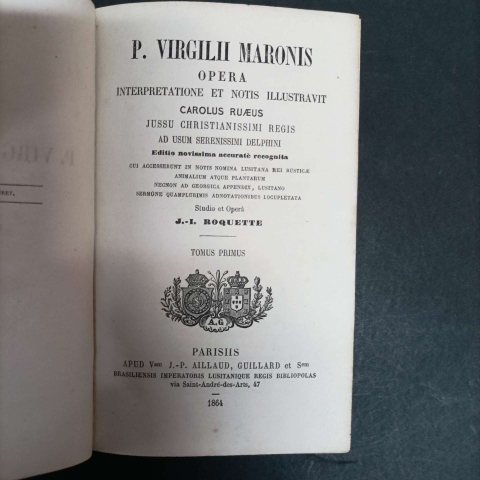 P. VIRGILII MARONIS
OPERA
INTERPRETATIONE ET NOTIS ILLUSTRAVIT
CAROLUS RUÆUS
JUSSU CHRISTIANISSIMI REGIS
AD USUM SERENISSIMI DELPHINI
Editio novissima accuratè recognita
CUI ACCESSERUNT IN NOTIS NOMINA LUSITANA REI RUSTICÆ
ANIMALIUM ATQUE PLANTARUM
NECNON AD GEORGICA APPENDIX, LUSITANO
SERMONE QUAMPLURIMIS ADNOTATIONIBUS LOCUPLETATA
Studio et Operâ
J.-I. ROQUETTE
TOMUS PRIMUS
A.G
PARISIIS
APUD Vam J.-P. AILLAUD, GUILLARD et Sem
BRASILIENSIS IMPERATORIS LUSITANIQUE REGIS BIBLIOPOLAS
via Saint-André-des-Arts, 47
1864